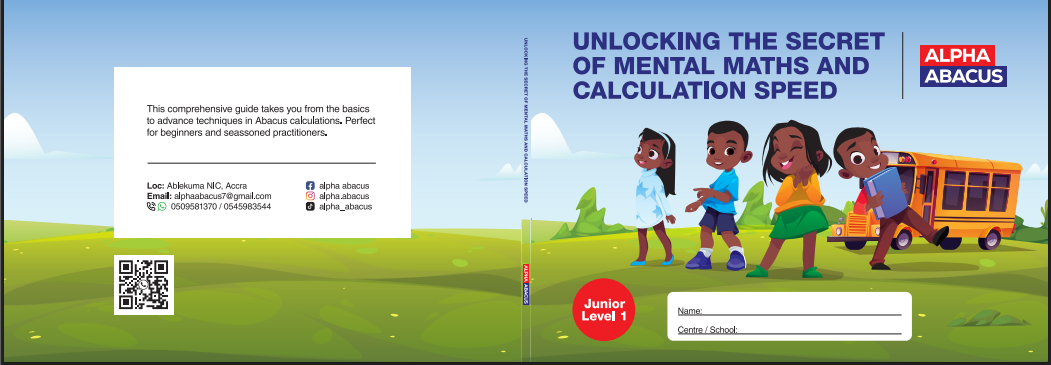 This comprehensive guide takes you from the basics
to advance techniques in Abacus calculations. Perfect
for beginners and seassoned practitioners.
Loc: Ablekuma NIC, Accra
Email: alphaabacus7@gmail.com
0509581370 / 0545983544
alpha abacus
alpha.abacus
alpha_abacus
UNLOCKING THE SECRET OF MENTAL MATHS AND CALCULATION SPEED
ALPHA ABACUS
UNLOCKING THE SECRET
OF MENTAL MATHS AND
CALCULATION SPEED
ALPHA
ABACUS
Junior
Level 1
Name:
Centre / School: